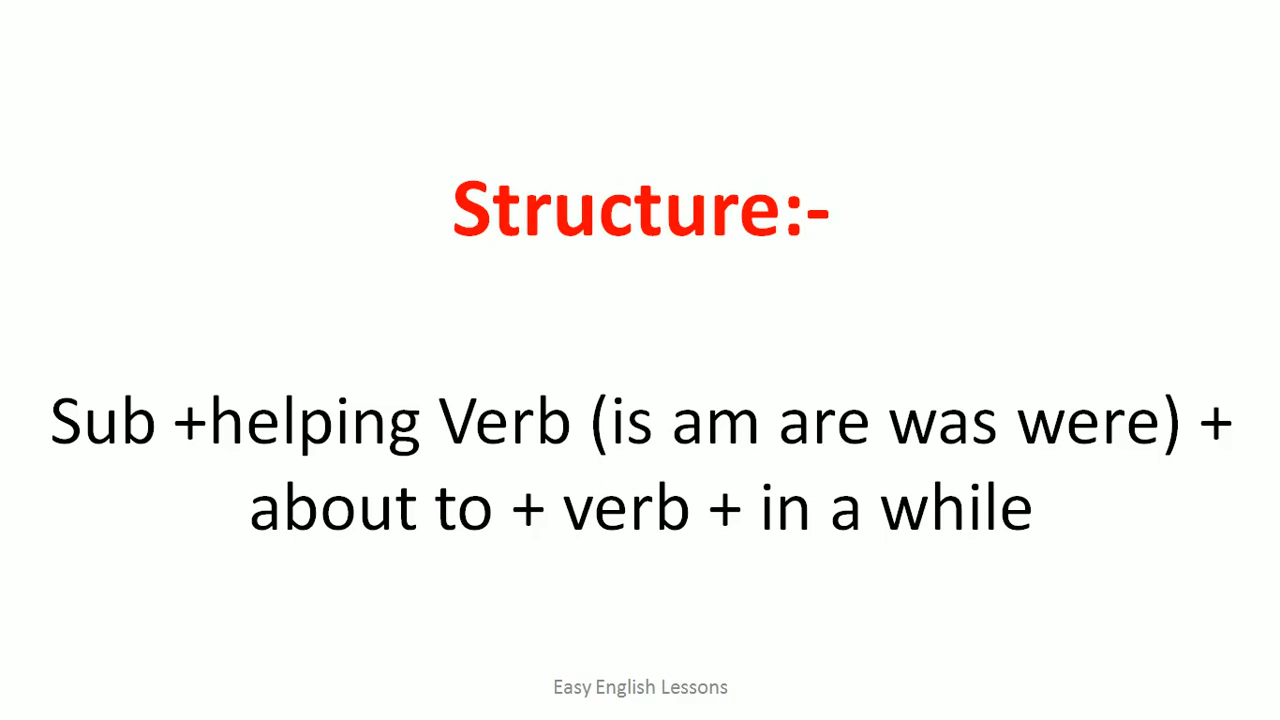 Structure:-
Sub +helping Verb (is am are was were) +
about to + verb + in a while
Easy English Lessons